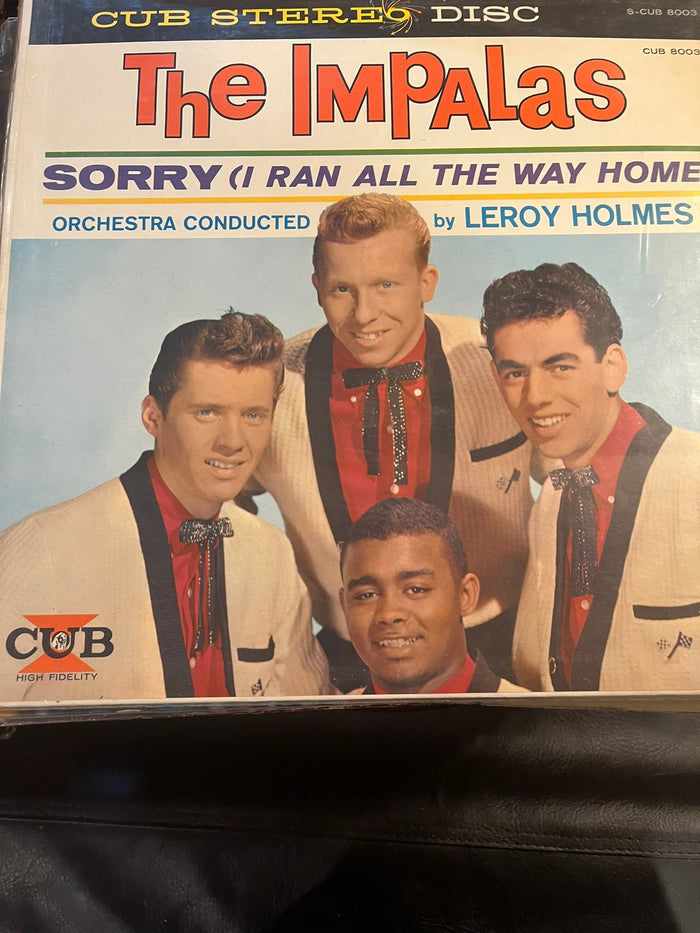 CUB STEREO DISC
S-CUB 8003
CUB 8003
The IMPALas
SORRY (I RAN ALL THE WAY HOME
ORCHESTRA CONDUCTED by LEROY HOLMES
CUB
HIGH FIDELITY